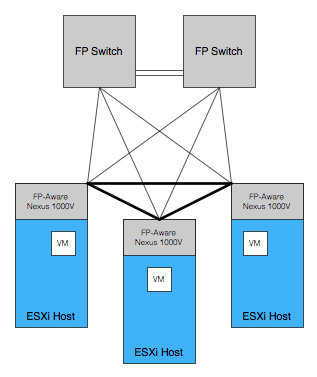 FP Switch
FP Switch
FP-Aware
Nexus 1000V
VM
ESXi Host
FP-Aware
Nexus 1000V
VM
ESXi Host
FP-Aware
Nexus 1000V
VM
ESXi Host